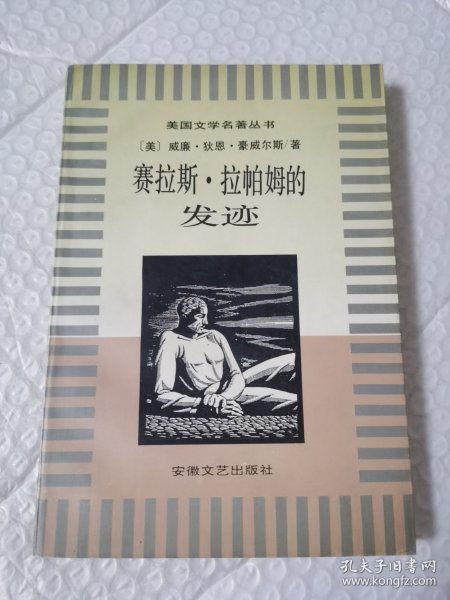 美国文学名著丛书
〔美〕威廉·狄恩·豪威尔斯/著
赛拉斯·拉帕姆的
发迹
安徽文艺出版社
孔夫子旧书网
www.kongfz.com